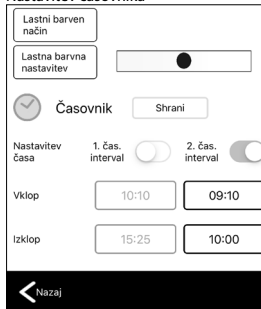 Nastavitev časovnika
Lastni barven
način
Lastna barvna
nastavitev
Časovnik
Shrani
Nastavitev
časa
1. čas.
interval
2. čas.
interval
Vklop
10:10
09:10
Izklop
15:25
10:00
Nazaj